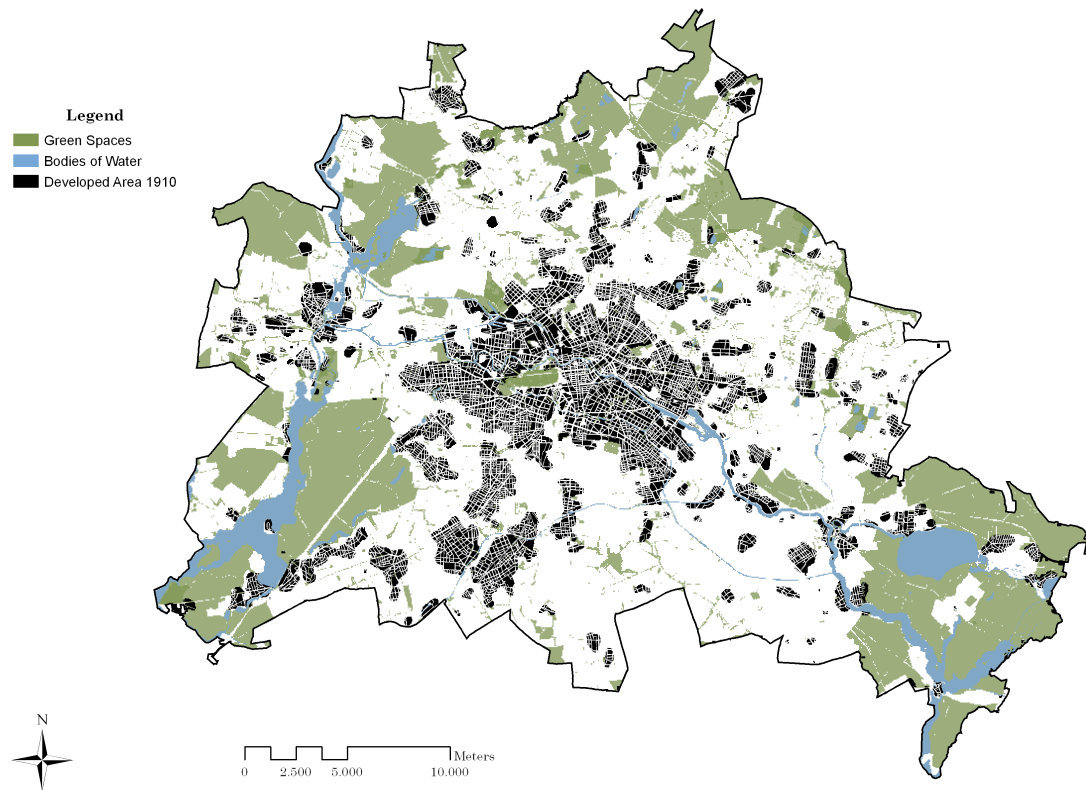 Legend
Green Spaces
Bodies of Water
Developed Area 1910
N
Meters
0 2.500 5.000 10.000